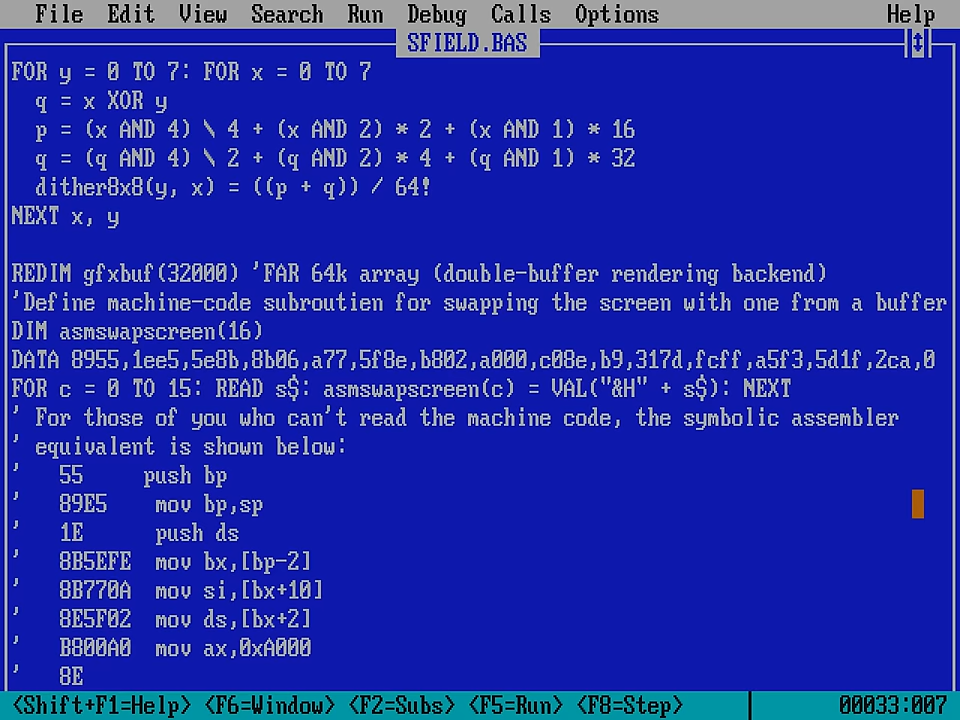 File Edit View Search Run Debug Calls Options Help
SFIELD.BAS
FOR y = 0 TO 7: FOR x = 0 TO 7
  q = x XOR y
  p = (x AND 4) \ 4 + (x AND 2) * 2 + (x AND 1) * 16
  q = (q AND 4) \ 2 + (q AND 2) * 4 + (q AND 1) * 32
  dither8x8(y, x) = ((p + q)) / 64!
NEXT x, y
REDIM gfxbuf(32000) 'FAR 64k array (double-buffer rendering backend)
'Define machine-code subroutien for swapping the screen with one from a buffer
DIM asmswapscreen(16)
DATA 8955,1ee5,5e8b,8b06,a77,5f8e,b802,a000,c08e,b9,317d,fcff,a5f3,5d1f,2ca,0
FOR c = 0 TO 15: READ s$: asmswapscreen(c) = VAL("&H" + s$): NEXT
' For those of you who can't read the machine code, the symbolic assembler
' equivalent is shown below:
'   55     push bp
'   89E5    mov bp,sp
'   1E      push ds
'   8B5EFE  mov bx,[bp-2]
'   8B770A  mov si,[bx+10]
'   8E5F02  mov ds,[bx+2]
'   B800A0  mov ax,0xA000
'   8E
<Shift+F1=Help> <F6=Window> <F2=Subs> <F5=Run> <F8=Step> 00033:007